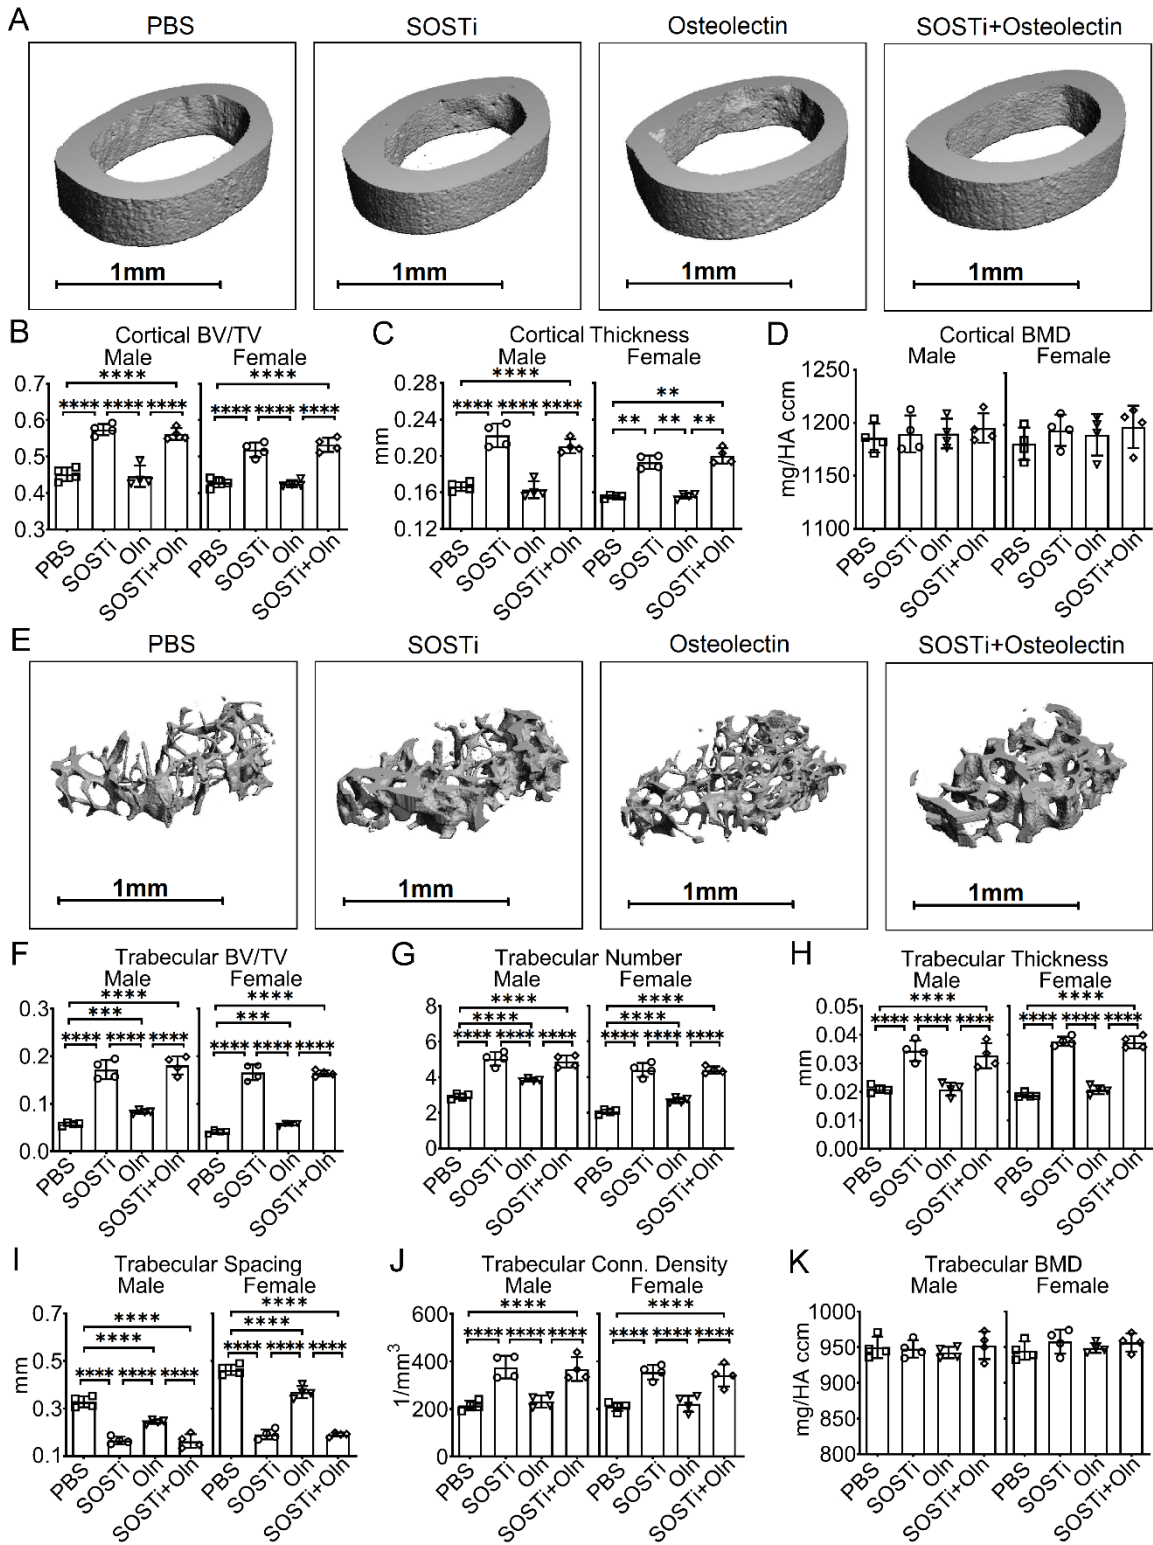 A
PBS
SOSTi
Osteolectin
SOSTi+Osteolectin
1mm
1mm
1mm
1mm
B
Cortical BV/TV
Male
Female
****
****
**** **** ****
**** **** ****
0.7
0.6
0.5
0.4
0.3
PBS
SOSTi
Oln
SOSTi+Oln
PBS
SOSTi
Oln
SOSTi+Oln
C
Cortical Thickness
Male
Female
****
**
**** **** ****
** ** **
mm
0.28
0.24
0.20
0.16
0.12
PBS
SOSTi
Oln
SOSTi+Oln
PBS
SOSTi
Oln
SOSTi+Oln
D
Cortical BMD
Male
Female
mg/HA ccm
1250
1200
1150
1100
PBS
SOSTi
Oln
SOSTi+Oln
PBS
SOSTi
Oln
SOSTi+Oln
E
PBS
SOSTi
Osteolectin
SOSTi+Osteolectin
1mm
1mm
1mm
1mm
F
Trabecular BV/TV
Male
Female
****
****
***
***
**** **** ****
**** **** ****
0.3
0.2
0.1
0.0
PBS
SOSTi
Oln
SOSTi+Oln
PBS
SOSTi
Oln
SOSTi+Oln
G
Trabecular Number
Male
Female
****
****
****
****
**** **** ****
**** **** ****
8
6
4
2
0
PBS
SOSTi
Oln
SOSTi+Oln
PBS
SOSTi
Oln
SOSTi+Oln
H
Trabecular Thickness
Male
Female
****
****
**** **** ****
**** **** ****
mm
0.05
0.04
0.03
0.02
0.01
0.00
PBS
SOSTi
Oln
SOSTi+Oln
PBS
SOSTi
Oln
SOSTi+Oln
I
Trabecular Spacing
Male
Female
****
****
****
****
**** **** ****
**** **** ****
mm
0.7
0.5
0.3
0.1
PBS
SOSTi
Oln
SOSTi+Oln
PBS
SOSTi
Oln
SOSTi+Oln
J
Trabecular Conn. Density
Male
Female
****
****
**** **** ****
**** **** ****
1/mm³
600
400
200
0
PBS
SOSTi
Oln
SOSTi+Oln
PBS
SOSTi
Oln
SOSTi+Oln
K
Trabecular BMD
Male
Female
mg/HA ccm
1000
950
900
850
800
PBS
SOSTi
Oln
SOSTi+Oln
PBS
SOSTi
Oln
SOSTi+Oln